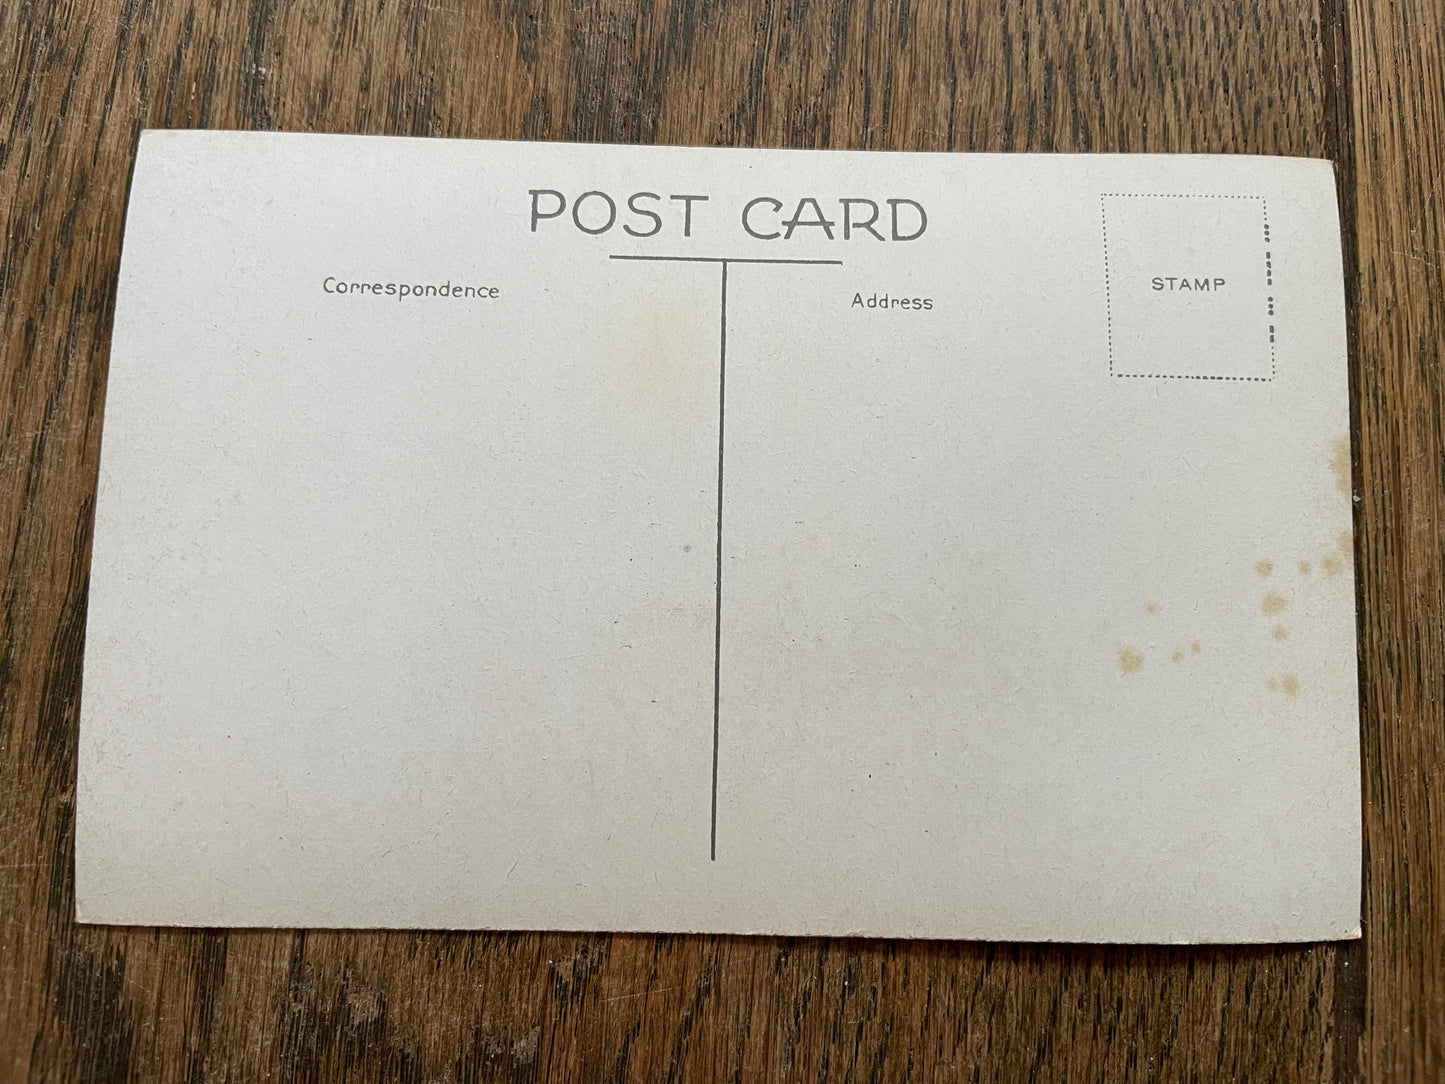 POST CARD
Correspondence
Address
STAMP